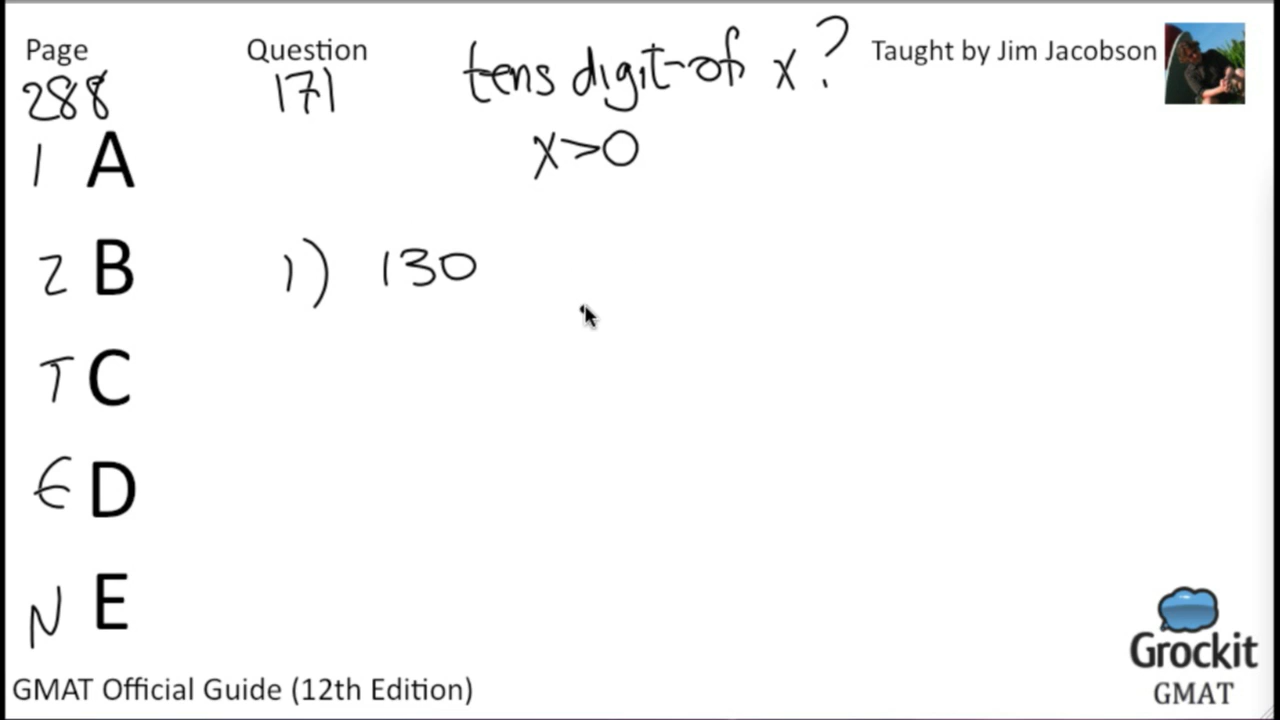 Page
Question
tens digit of x?
Taught by Jim Jacobson
288
171
x>0
1 A
2 B
1) 130
T C
E D
N E
Grockit
GMAT
GMAT Official Guide (12th Edition)